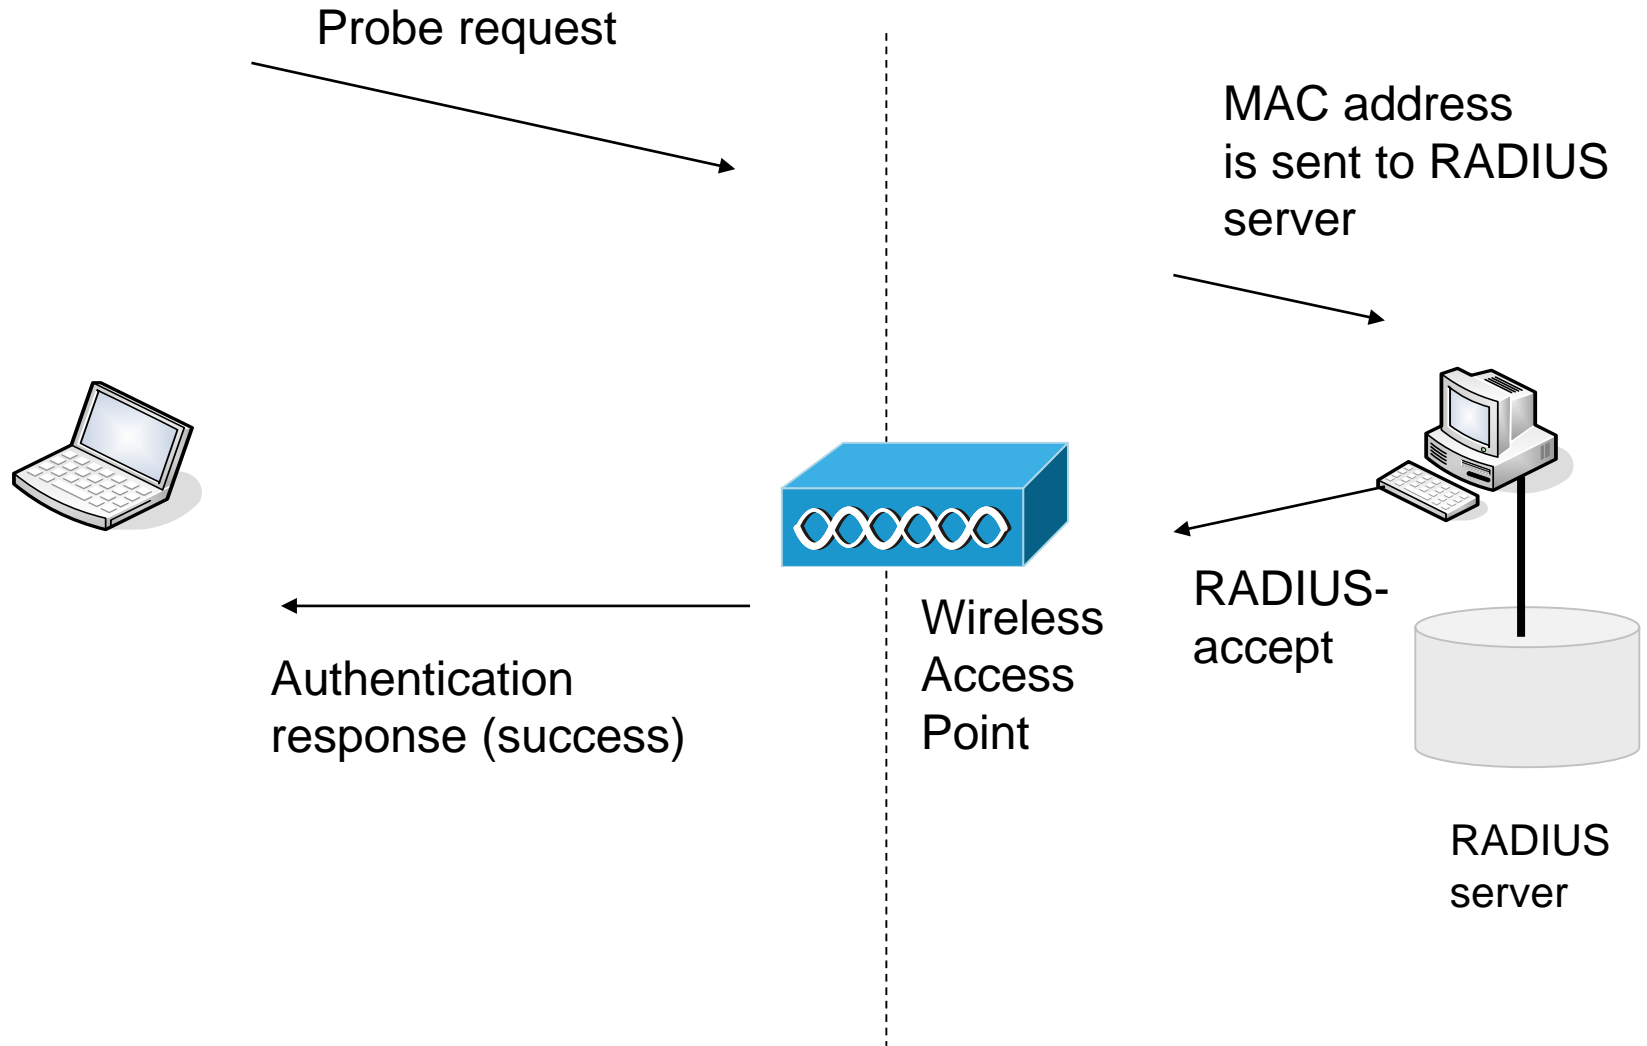 Probe request
MAC address
is sent to RADIUS
server
RADIUS-
accept
Wireless
Access
Point
Authentication
response (success)
RADIUS
server